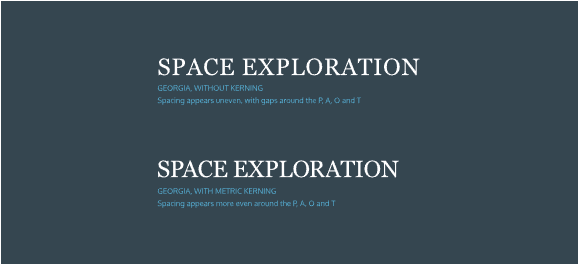 SPACE EXPLORATION
GEORGIA, WITHOUT KERNING
Spacing appears uneven, with gaps around the P, A, O and T
SPACE EXPLORATION
GEORGIA, WITH METRIC KERNING
Spacing appears more even around the P, A, O and T